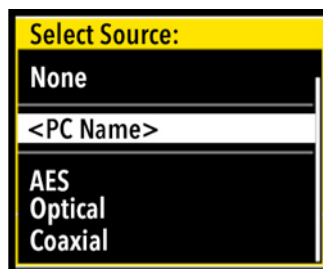 Select Source:
None
<PC Name>
AES
Optical
Coaxial